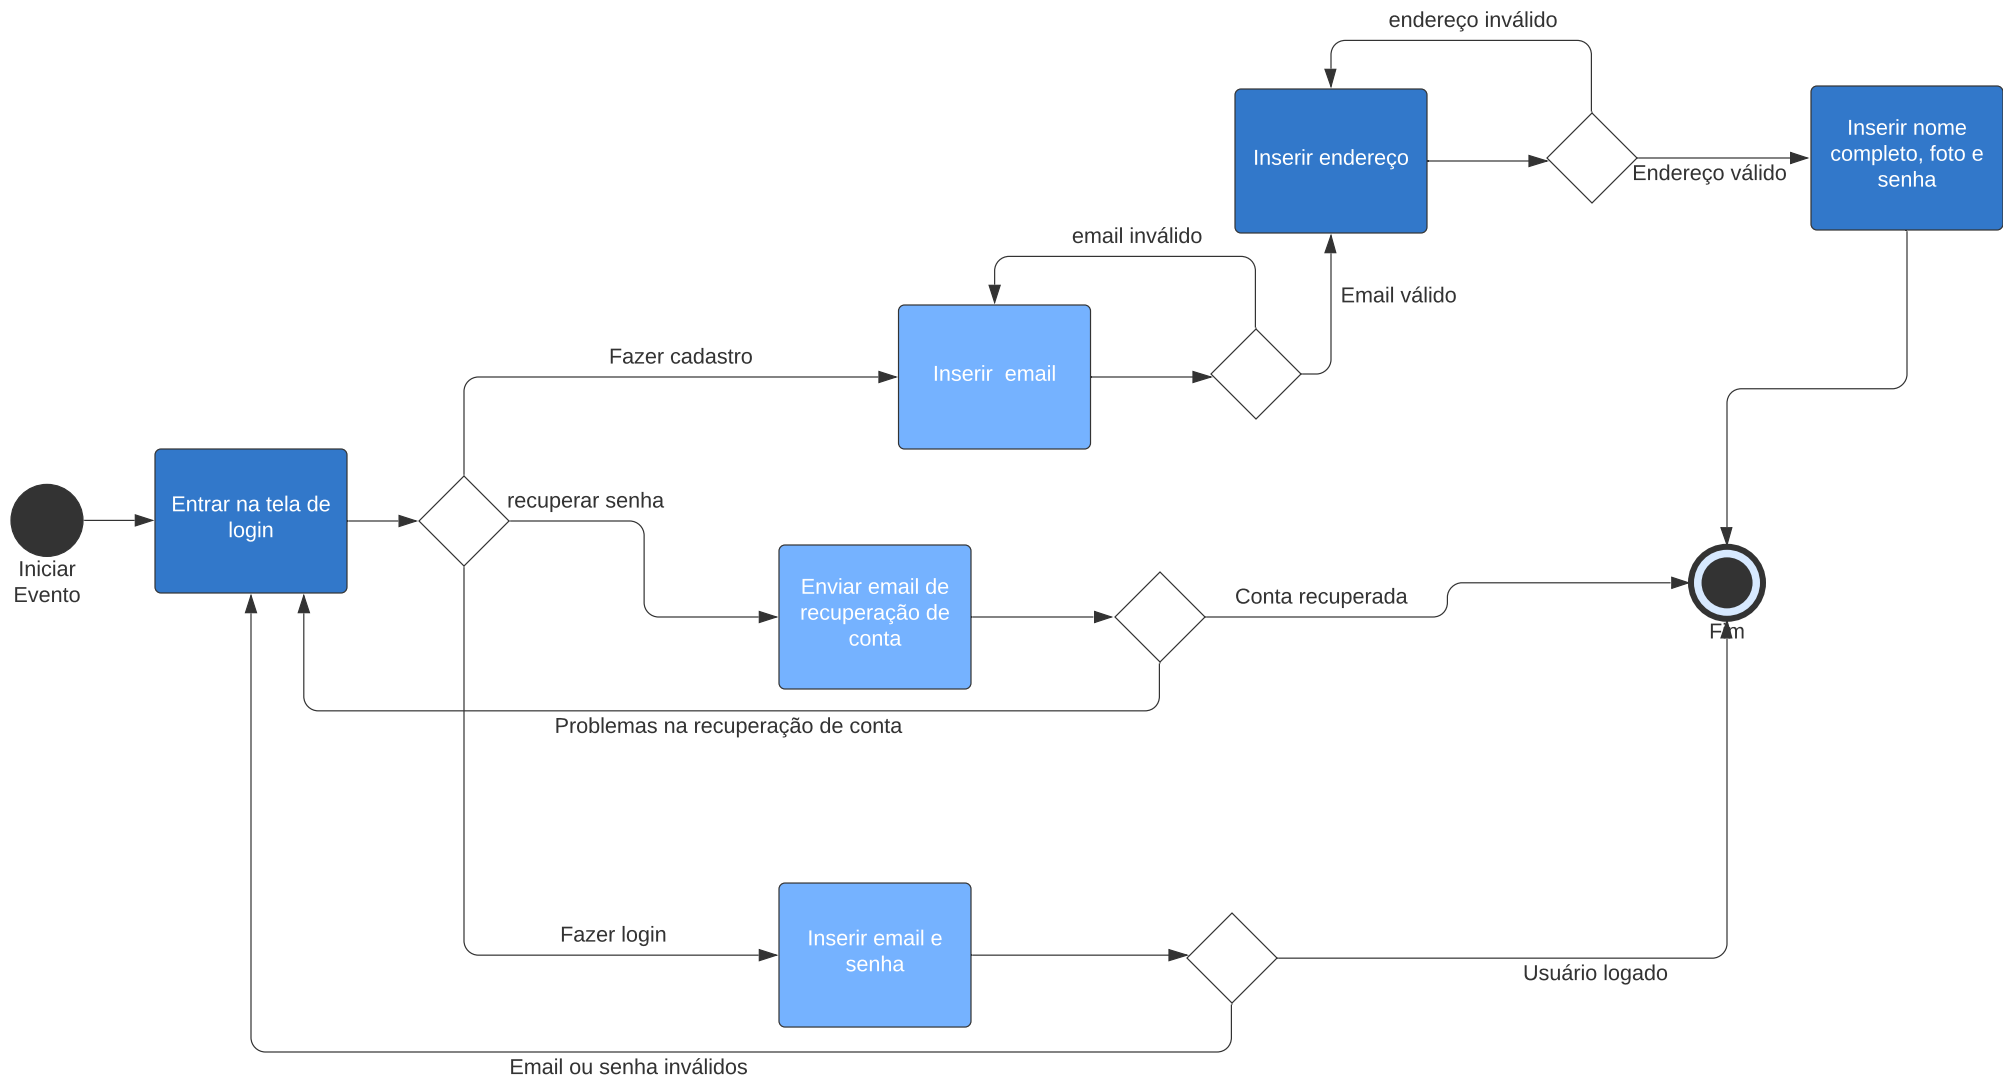 endereço inválido
Inserir endereço
Inserir nome
completo, foto e
senha
Endereço válido
email inválido
Email válido
Fazer cadastro
Inserir  email
Entrar na tela de
login
recuperar senha
Iniciar
Evento
Enviar email de
recuperação de
conta
Conta recuperada
Fim
Problemas na recuperação de conta
Fazer login
Inserir email e
senha
Usuário logado
Email ou senha inválidos